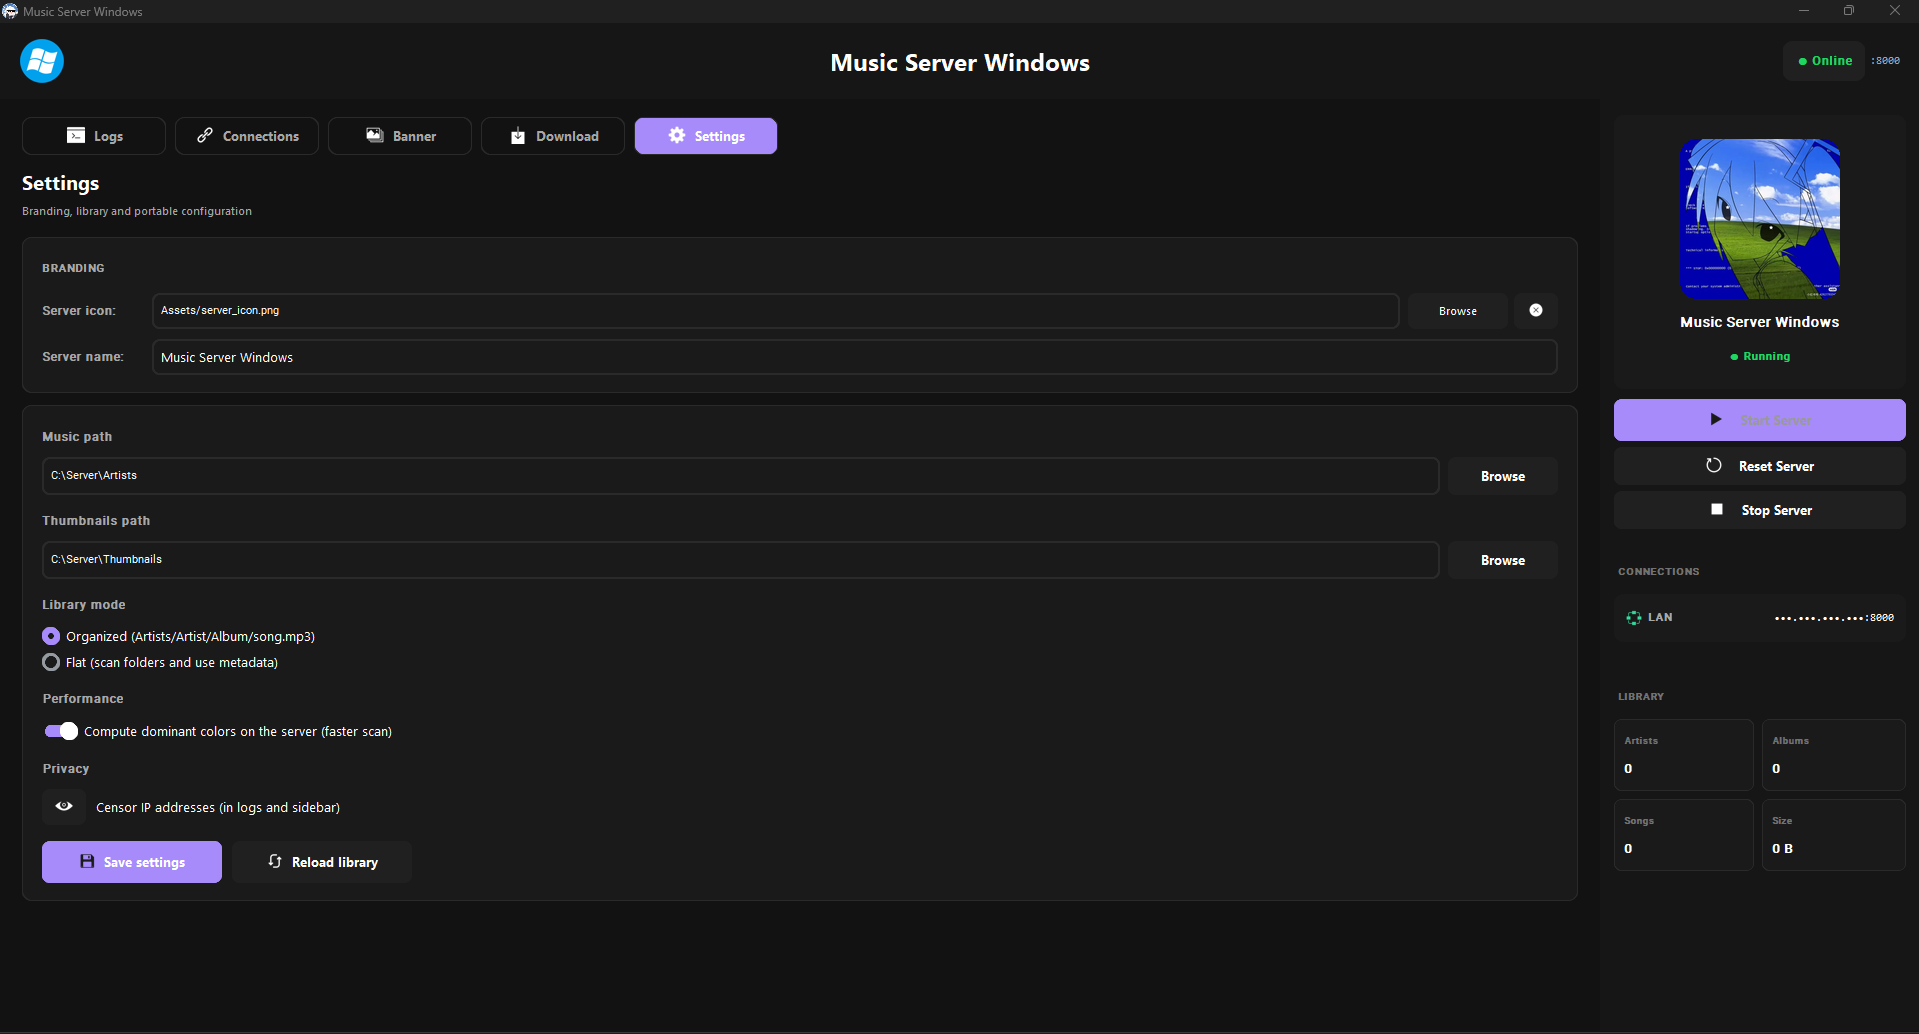 Music Server Windows
Music Server Windows
Online :8000
Logs
Connections
Banner
Download
Settings
Settings
Branding, library and portable configuration
BRANDING
Server icon: Assets/server_icon.png Browse
Server name: Music Server Windows
Music path
C:\Server\Artists Browse
Thumbnails path
C:\Server\Thumbnails Browse
Library mode
Organized (Artists/Artist/Album/song.mp3)
Flat (scan folders and use metadata)
Performance
Compute dominant colors on the server (faster scan)
Privacy
Censor IP addresses (in logs and sidebar)
Save settings
Reload library
Music Server Windows
Running
Start Server
Reset Server
Stop Server
CONNECTIONS
LAN •••.•••.•••.•••:8000
LIBRARY
Artists
0
Albums
0
Songs
0
Size
0 B